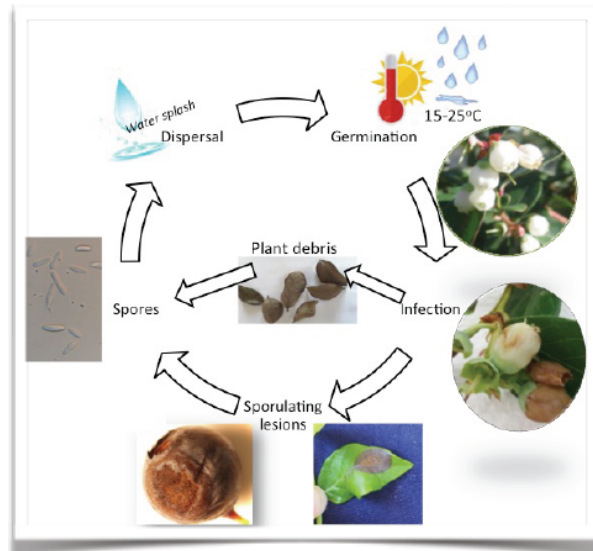 Water splash
Dispersal
Germination
15-25°C
Plant debris
Spores
Infection
Sporulating
lesions